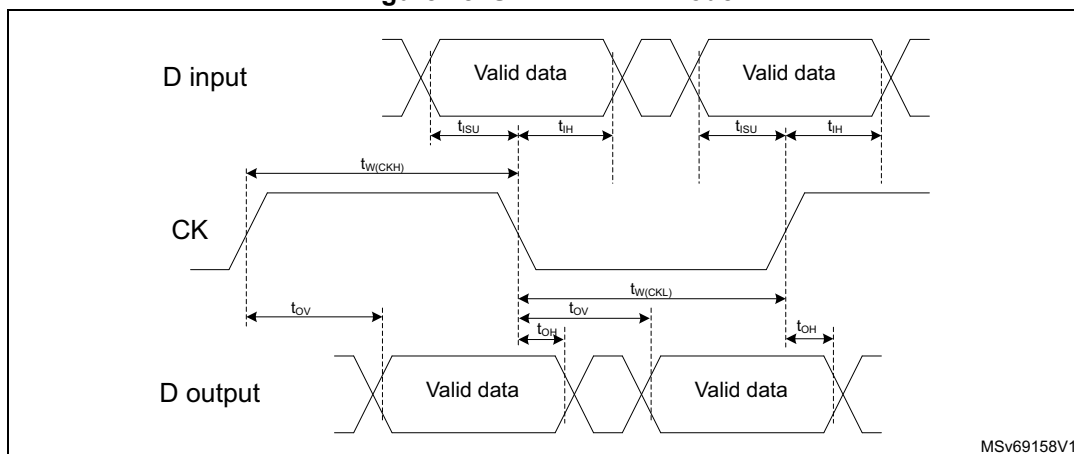 D input
Valid data
Valid data
tISU
tIH
tISU
tIH
tW(CKH)
CK
tW(CKL)
tOV
tOV
tOH
tOH
D output
Valid data
Valid data
MSv69158V1